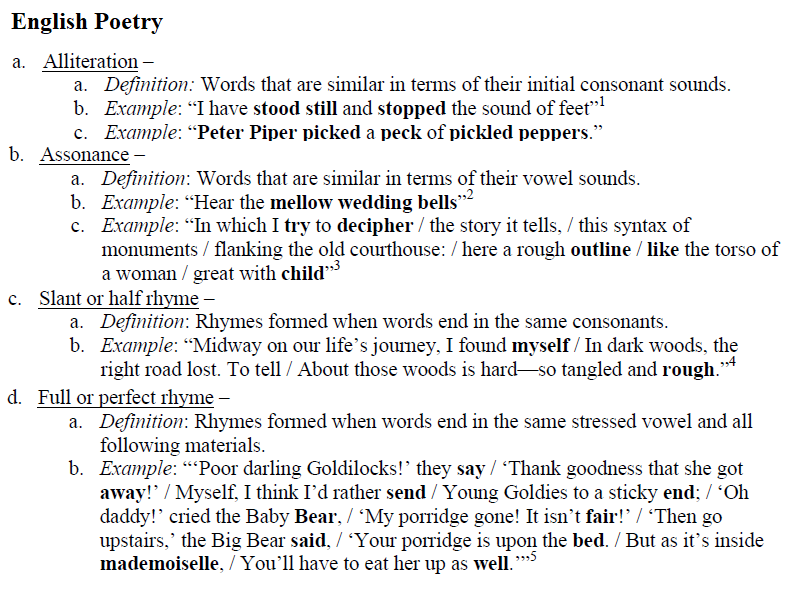 English Poetry
a. Alliteration –
a. Definition: Words that are similar in terms of their initial consonant sounds.
b. Example: “I have stood still and stopped the sound of feet”1
c. Example: “Peter Piper picked a peck of pickled peppers.”
b. Assonance –
a. Definition: Words that are similar in terms of their vowel sounds.
b. Example: “Hear the mellow wedding bells”2
c. Example: “In which I try to decipher / the story it tells, / this syntax of
monuments / flanking the old courthouse: / here a rough outline / like the torso of
a woman / great with child”3
c. Slant or half rhyme –
a. Definition: Rhymes formed when words end in the same consonants.
b. Example: “Midway on our life’s journey, I found myself / In dark woods, the
right road lost. To tell / About those woods is hard—so tangled and rough.”4
d. Full or perfect rhyme –
a. Definition: Rhymes formed when words end in the same stressed vowel and all
following materials.
b. Example: “‘Poor darling Goldilocks!’ they say / ‘Thank goodness that she got
away!’ / Myself, I think I’d rather send / Young Goldies to a sticky end; / ‘Oh
daddy!’ cried the Baby Bear, / ‘My porridge gone! It isn’t fair!’ / ‘Then go
upstairs,’ the Big Bear said, / ‘Your porridge is upon the bed. / But as it’s inside
mademoiselle, / You’ll have to eat her up as well.’”5